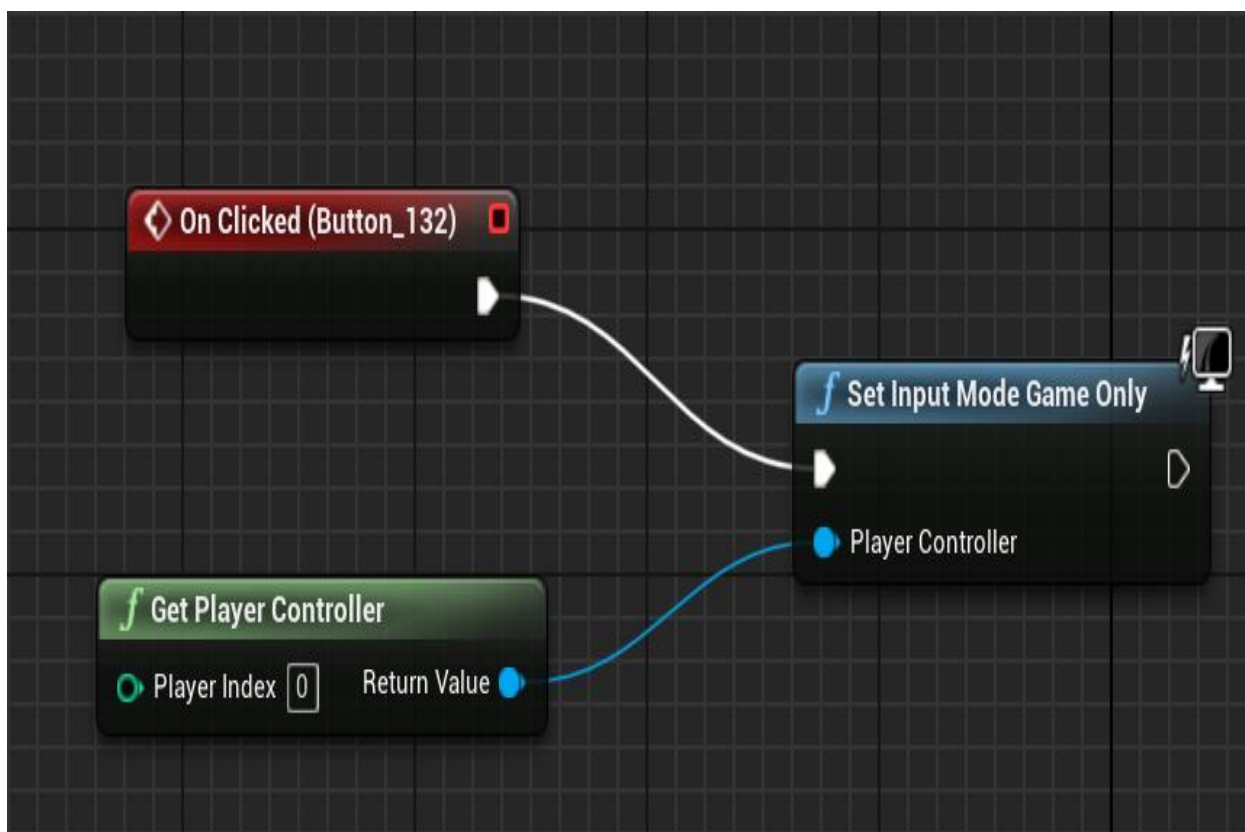 On Clicked (Button_132)
f Set Input Mode Game Only
Player Controller
f Get Player Controller
Player Index 0 Return Value